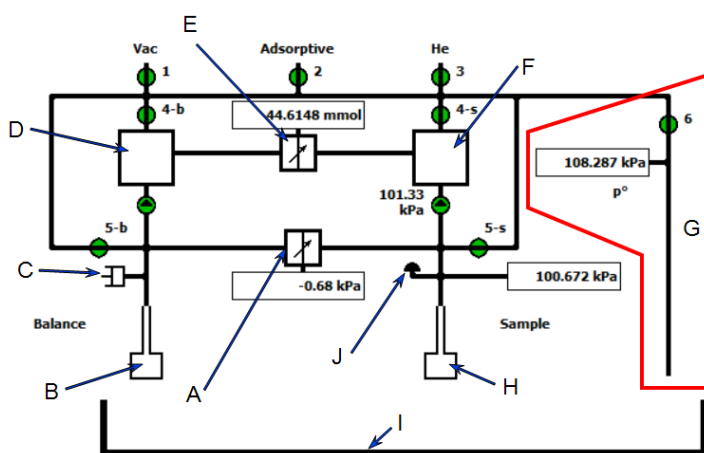 E
F
Vac
Adsorptive
He
1
2
3
4-b
4-s
44.6148 mmol
6
D
108.287 kPa
p°
101.33
kPa
G
5-b
5-s
C
-0.68 kPa
100.672 kPa
Balance
Sample
J
B
A
H
I